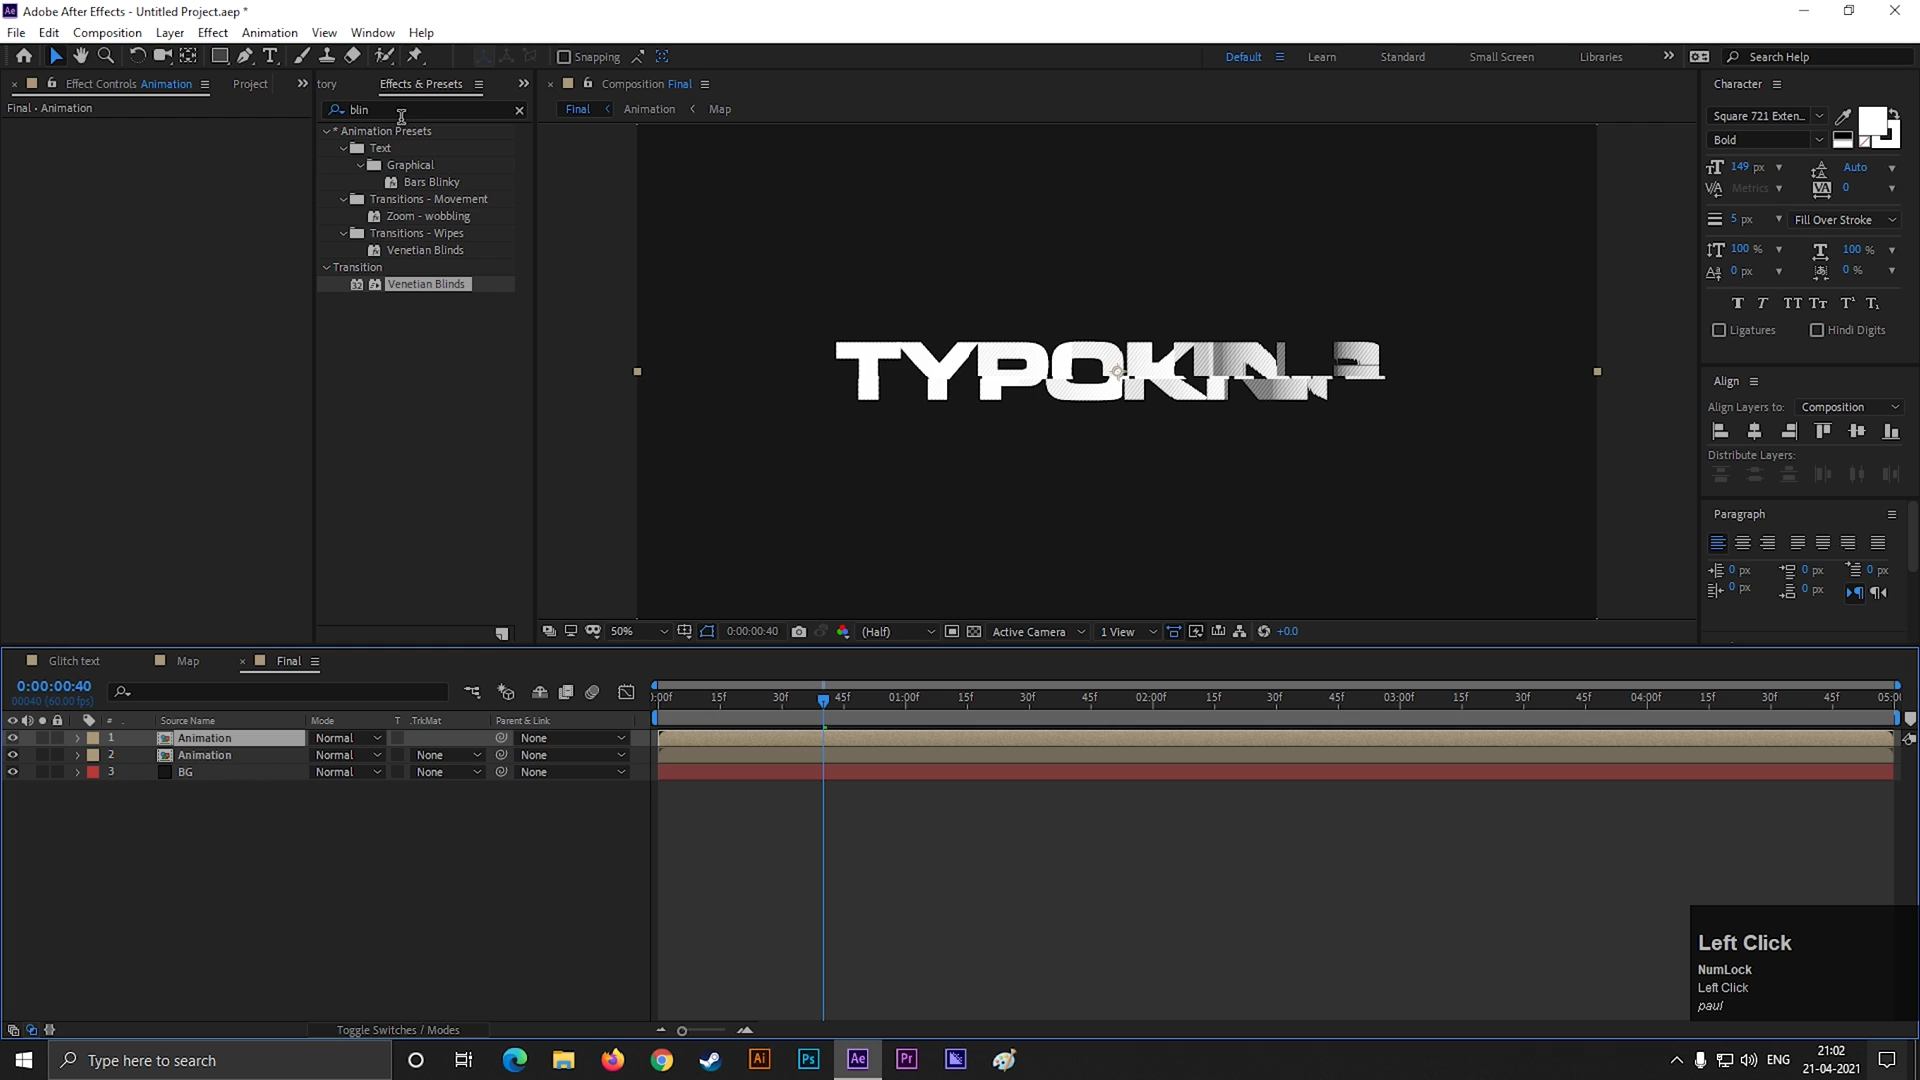 Adobe After Effects - Untitled Project.aep *
File Edit Composition Layer Effect Animation View Window Help
Snapping Default Learn Standard Small Screen Libraries Search Help
Effect Controls Animation Project tory Effects & Presets Composition Final Character
Final • Animation
blin
Final Animation Map
* Animation Presets
Text
Graphical
Bars Blinky
Transitions - Movement
Zoom - wobbling
Transitions - Wipes
Venetian Blinds
Transition
32 Venetian Blinds
Square 721 Exten...
Bold
149 px Auto
Metrics 0
5 px Fill Over Stroke
100 % 100 %
0 px 0 %
Ligatures Hindi Digits
Align
Align Layers to: Composition
Distribute Layers:
Paragraph
0 px 0 px 0 px
0 px 0 px
50% 0:00:00:40 (Half) Active Camera 1 View +0.0
Glitch text Map Final
0:00:00:40
00040 (60.00 fps)
:00f 15f 30f 45f 01:00f 15f 30f 45f 02:00f 15f 30f 45f 03:00f 15f 30f 45f 04:00f 15f 30f 45f 05:00
# Source Name Mode T .TrkMat Parent & Link
1 Animation Normal None
2 Animation Normal None None
3 BG Normal None None
Toggle Switches / Modes
Left Click
NumLock
Left Click
paul
Type here to search
Ai Ps Ae Pr
ENG
21:02
21-04-2021